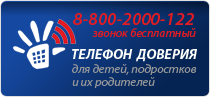 8-800-2000-122
звонок бесплатный
ТЕЛЕФОН ДОВЕРИЯ
для детей, подростков
и их родителей